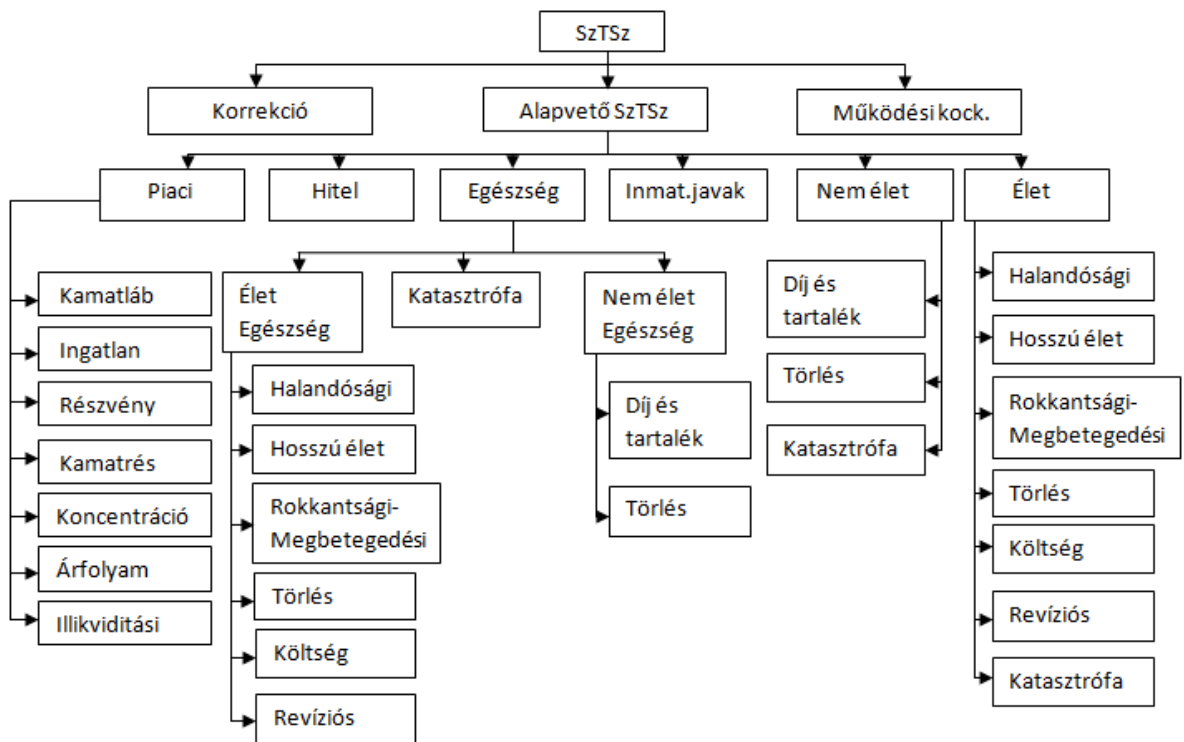 SzTSz
Korrekció
Alapvető SzTSz
Működési kock.
Piaci
Hitel
Egészség
Inmat.javak
Nem élet
Élet
Kamatláb
Ingatlan
Részvény
Kamatrés
Koncentráció
Árfolyam
Illikviditási
Élet
Egészség
Halandósági
Hosszú élet
Rokkantsági-
Megbetegedési
Törlés
Költség
Revíziós
Katasztrófa
Nem élet
Egészség
Díj és
tartalék
Törlés
Díj és
tartalék
Törlés
Katasztrófa
Halandósági
Hosszú élet
Rokkantsági-
Megbetegedési
Törlés
Költség
Revíziós
Katasztrófa